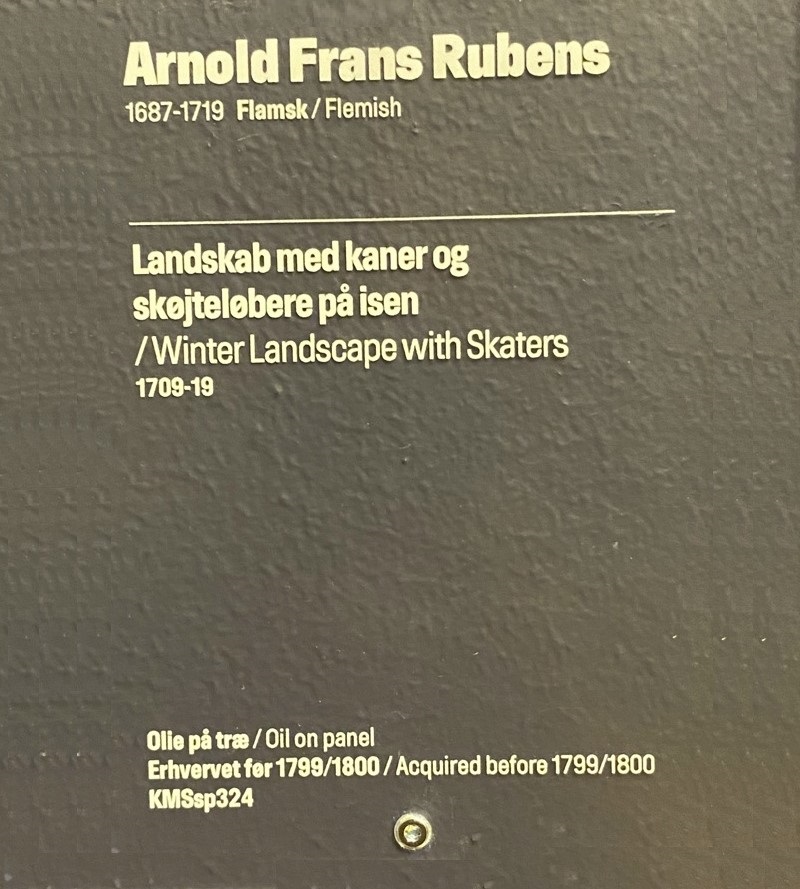 Arnold Frans Rubens
1687-1719 Flamsk / Flemish
Landskab med kaner og
skøjteløbere på isen
/ Winter Landscape with Skaters
1709-19
Olie på træ / Oil on panel
Erhvervet før 1799/1800 / Acquired before 1799/1800
KMSsp324